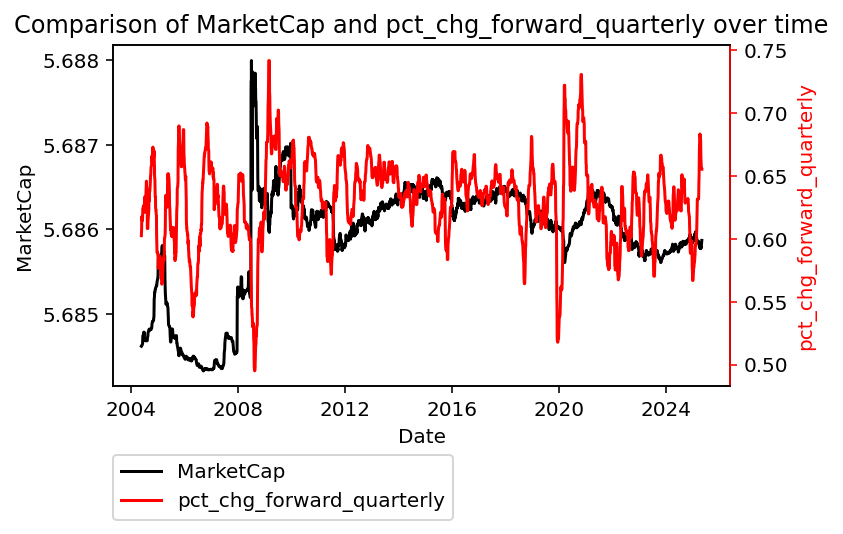 Comparison of MarketCap and pct_chg_forward_quarterly over time
5.688
5.687
5.686
5.685
MarketCap
0.75
0.70
0.65
0.60
0.55
0.50
pct_chg_forward_quarterly
2004 2008 2012 2016 2020 2024
Date
MarketCap
pct_chg_forward_quarterly